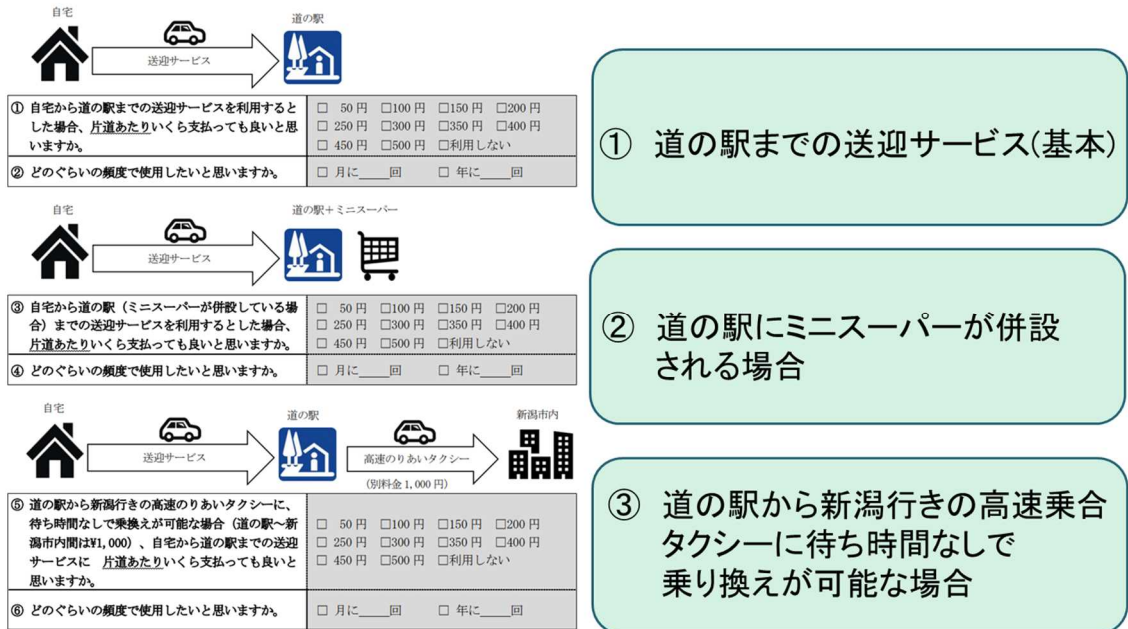 自宅
道の駅
送迎サービス
① 自宅から道の駅までの送迎サービスを利用すると
した場合、片道あたりいくら支払っても良いと思
いますか。
□ 50円 □100円 □150円 □200円
□ 250円 □300円 □350円 □400円
□ 450円 □500円 □利用しない
② どのぐらいの頻度で使用したいと思いますか。
□ 月に____回 □ 年に____回
① 道の駅までの送迎サービス(基本)
自宅
道の駅+ミニスーパー
送迎サービス
③ 自宅から道の駅(ミニスーパーが併設している場
合)までの送迎サービスを利用するとした場合、
片道あたりいくら支払っても良いと思いますか。
□ 50円 □100円 □150円 □200円
□ 250円 □300円 □350円 □400円
□ 450円 □500円 □利用しない
④ どのぐらいの頻度で使用したいと思いますか。
□ 月に____回 □ 年に____回
② 道の駅にミニスーパーが併設
される場合
自宅
道の駅
新潟市内
送迎サービス
高速のりあいタクシー
(別料金1,000円)
⑤ 道の駅から新潟行きの高速のりあいタクシーに、
待ち時間なしで乗換えが可能な場合(道の駅~新
潟市内間は¥1,000)、自宅から道の駅までの送迎
サービスに 片道あたりいくら支払っても良いと
思いますか。
□ 50円 □100円 □150円 □200円
□ 250円 □300円 □350円 □400円
□ 450円 □500円 □利用しない
⑥ どのぐらいの頻度で使用したいと思いますか。
□ 月に____回 □ 年に____回
③ 道の駅から新潟行きの高速乗合
タクシーに待ち時間なしで
乗り換えが可能な場合